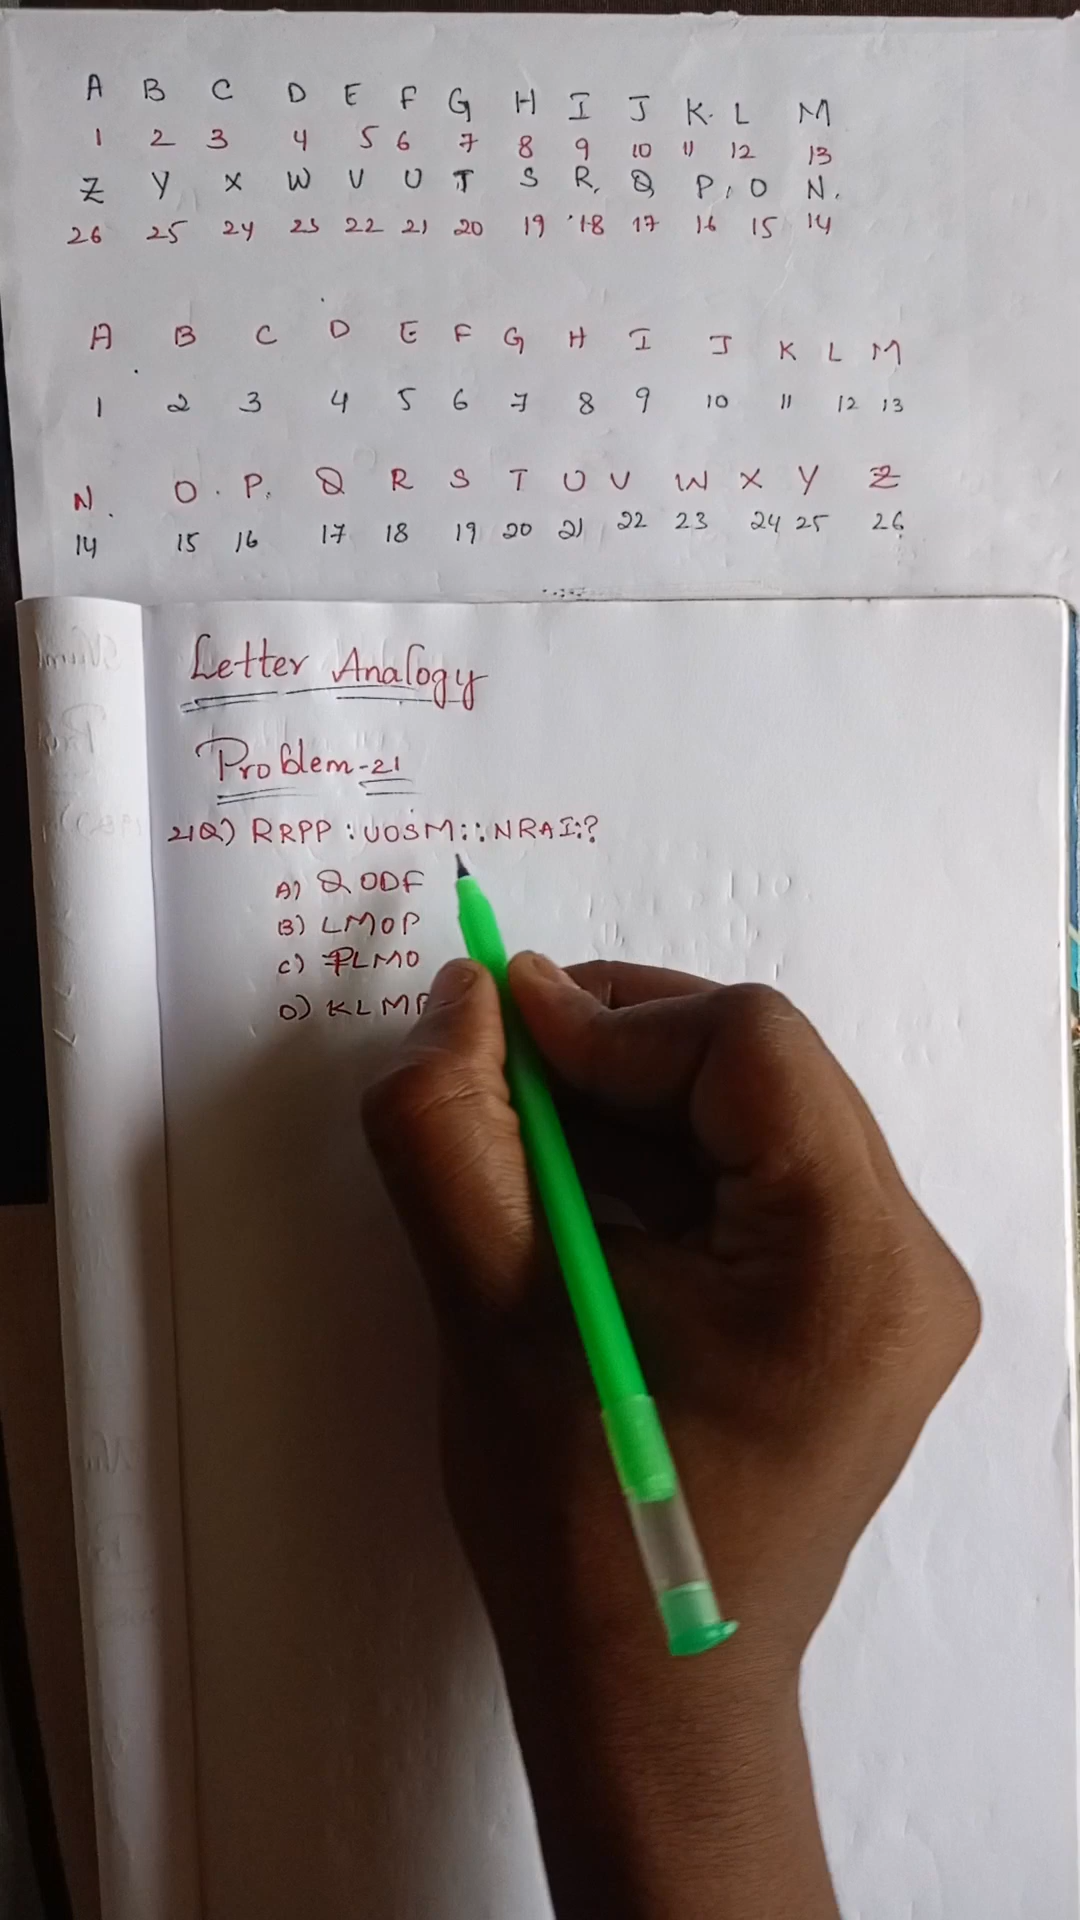 A B C D E F G H I J K. L M
1 2 3 4 5 6 7 8 9 10 11 12 13
Z Y X W V U T S R, Q P, O N.
26 25 24 23 22 21 20 19 18 17 16 15 14
A B C D E F G H I J K L M
1 2 3 4 5 6 7 8 9 10 11 12 13
N. O. P. Q R S T U V W X Y Z
14 15 16 17 18 19 20 21 22 23 24 25 26
Letter Analogy
Problem-21
21Q) RRPP : UOSM :: NRAI:?
A) QODF
B) LMOP
C) PLMO
D) KLMP